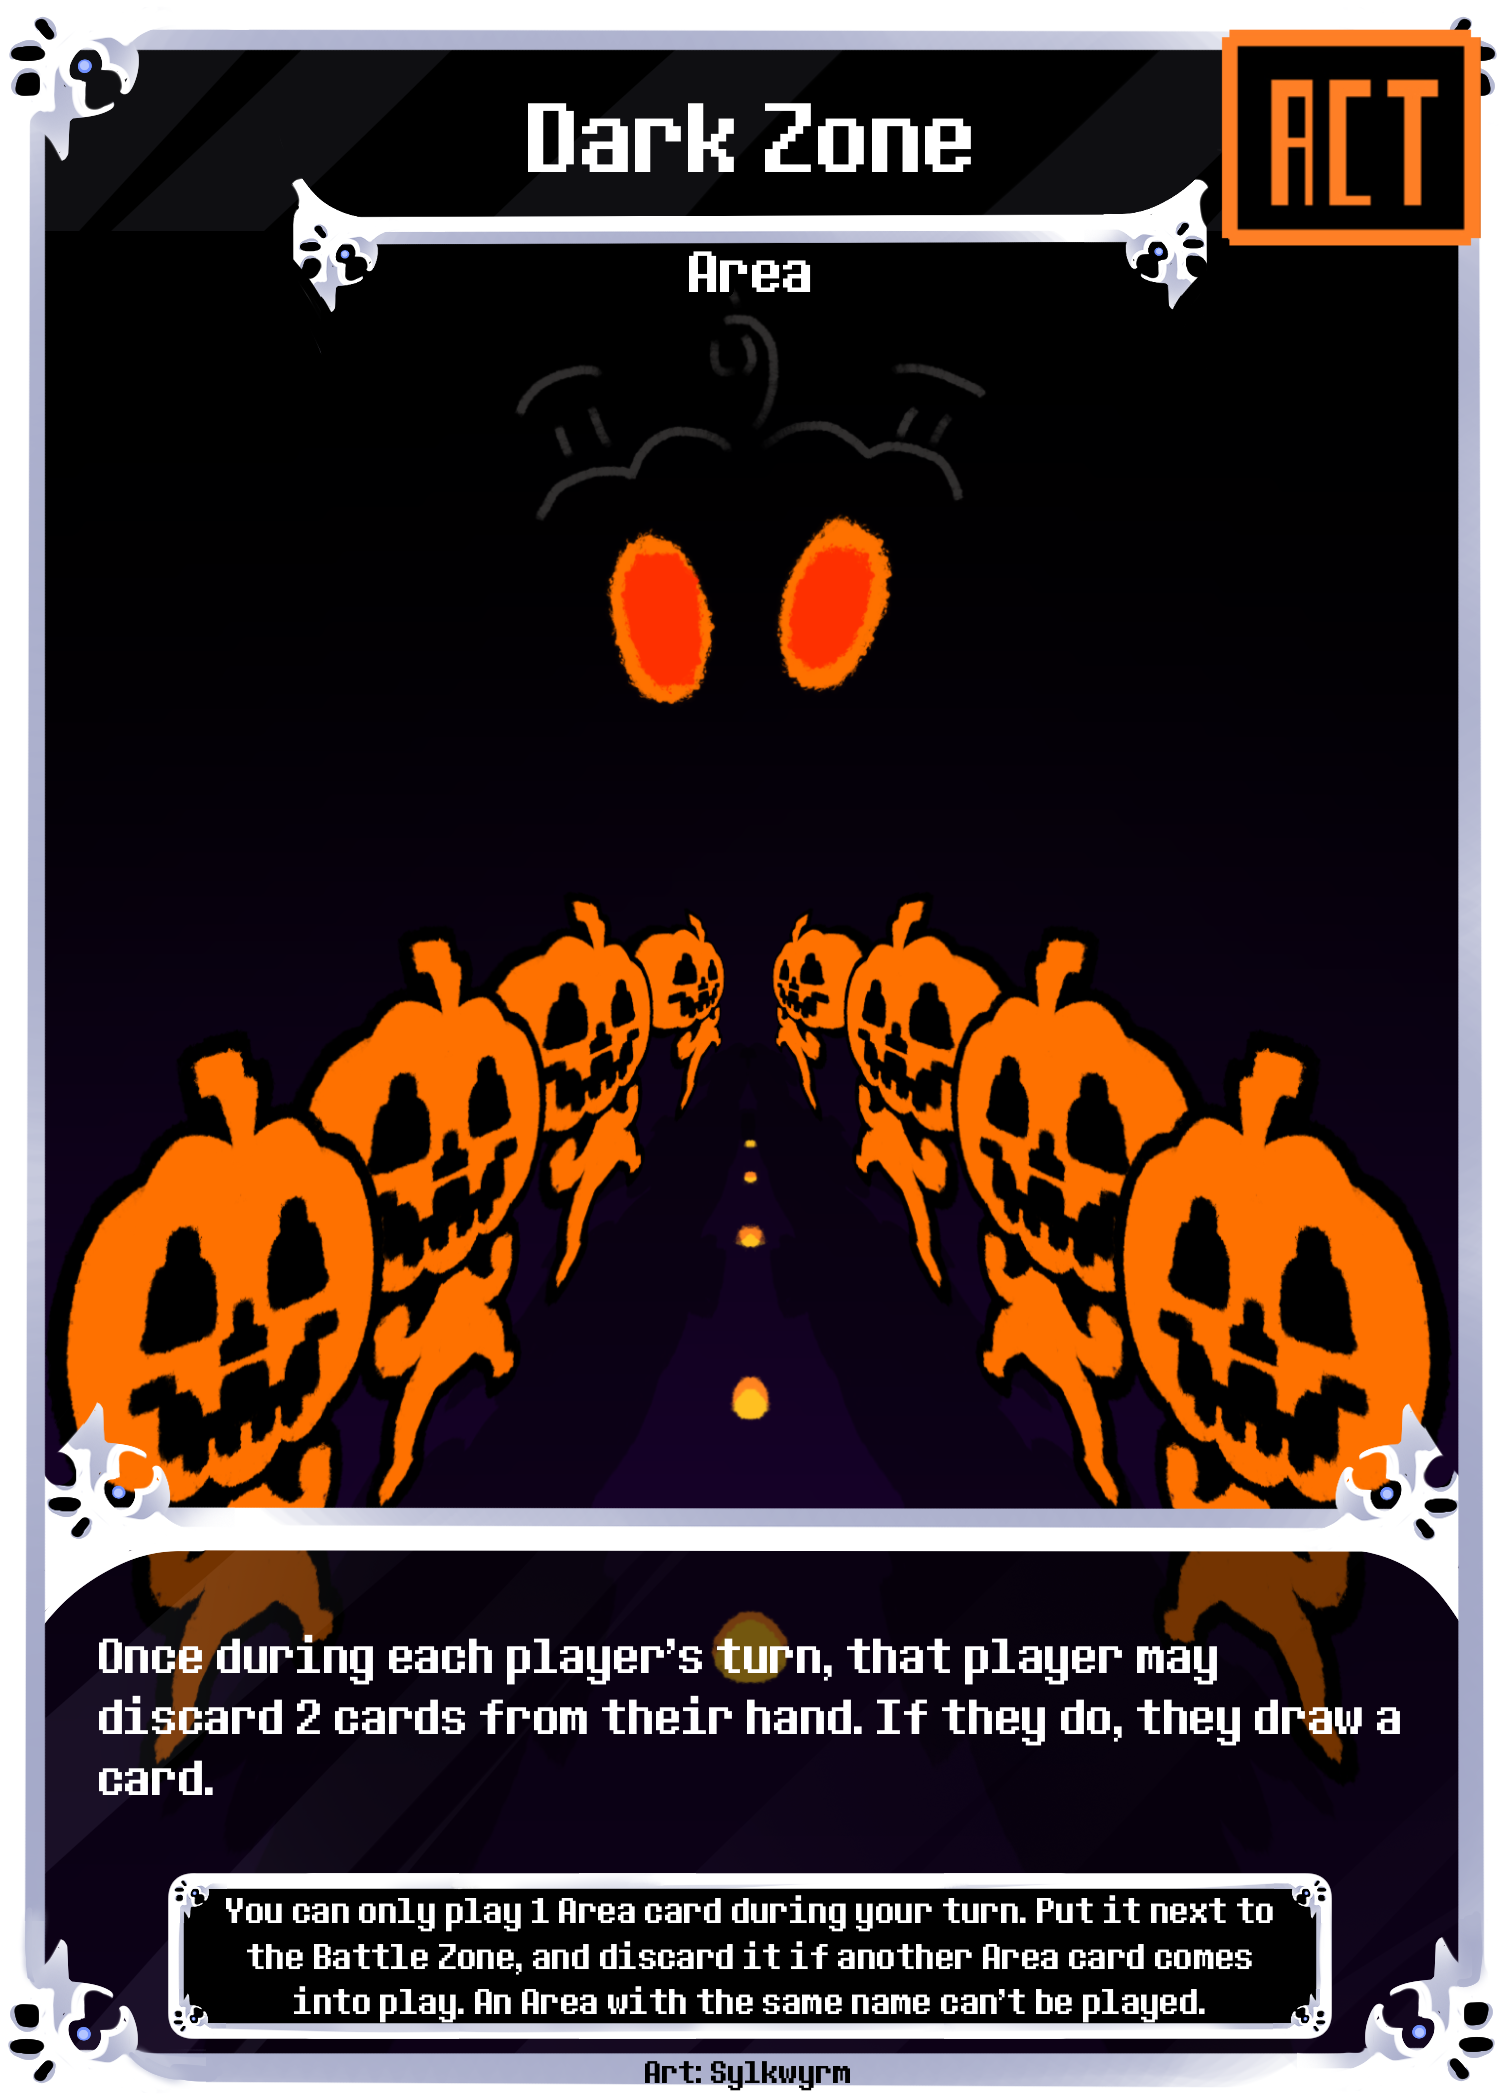 Dark Zone
ACT
Area
Once during each player's turn, that player may
discard 2 cards from their hand. If they do, they draw a
card.
You can only play 1 Area card during your turn. Put it next to
the Battle Zone, and discard it if another Area card comes
into play. An Area with the same name can't be played.
Art: Sylkwyrm